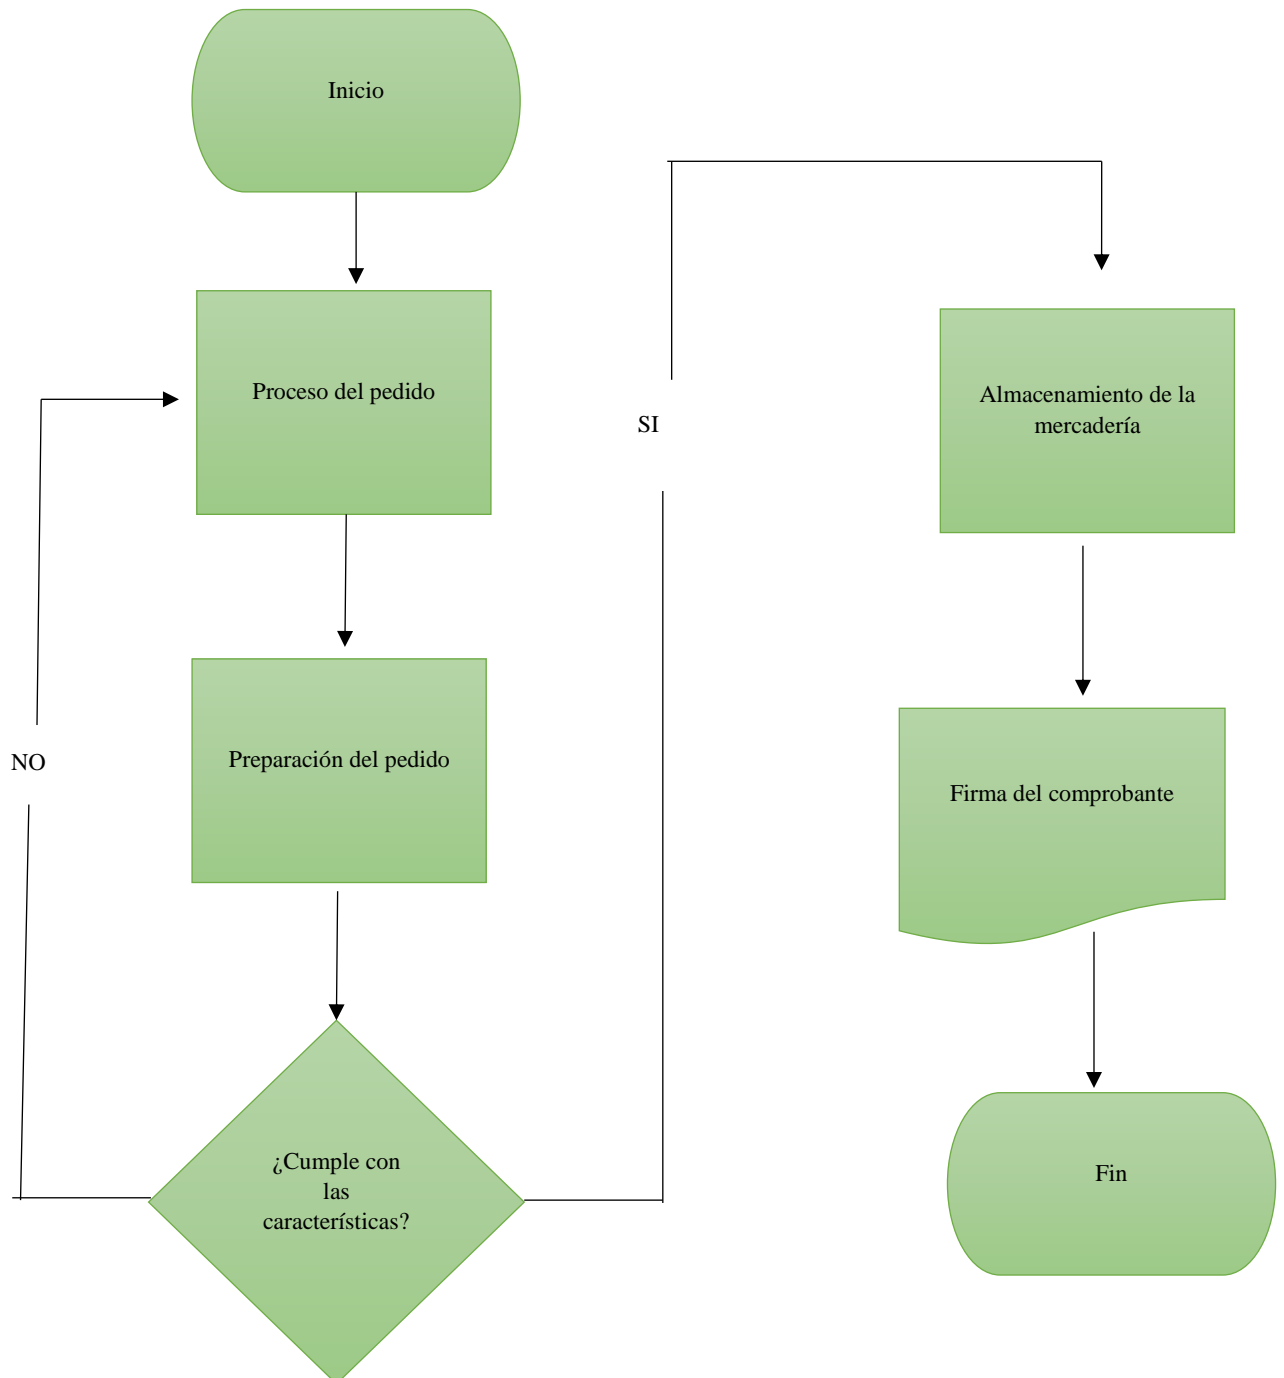 Inicio
Proceso del pedido
Preparación del pedido
NO
¿Cumple con
las
características?
SI
Almacenamiento de la
mercadería
Firma del comprobante
Fin